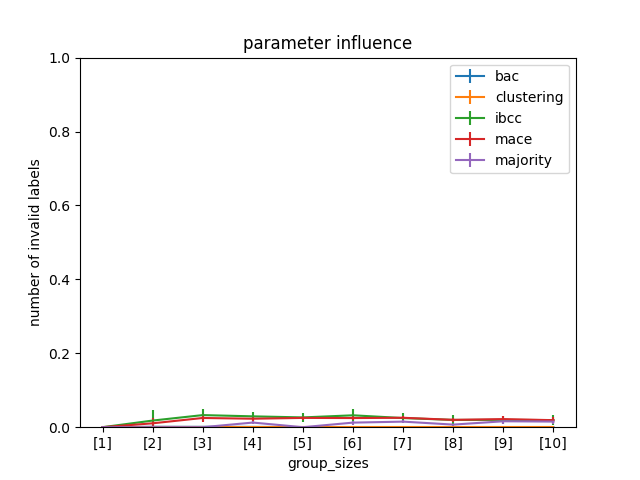 parameter influence
1.0
0.8
0.6
0.4
0.2
0.0
number of invalid labels
bac
clustering
ibcc
mace
majority
[1] [2] [3] [4] [5] [6] [7] [8] [9] [10]
group_sizes